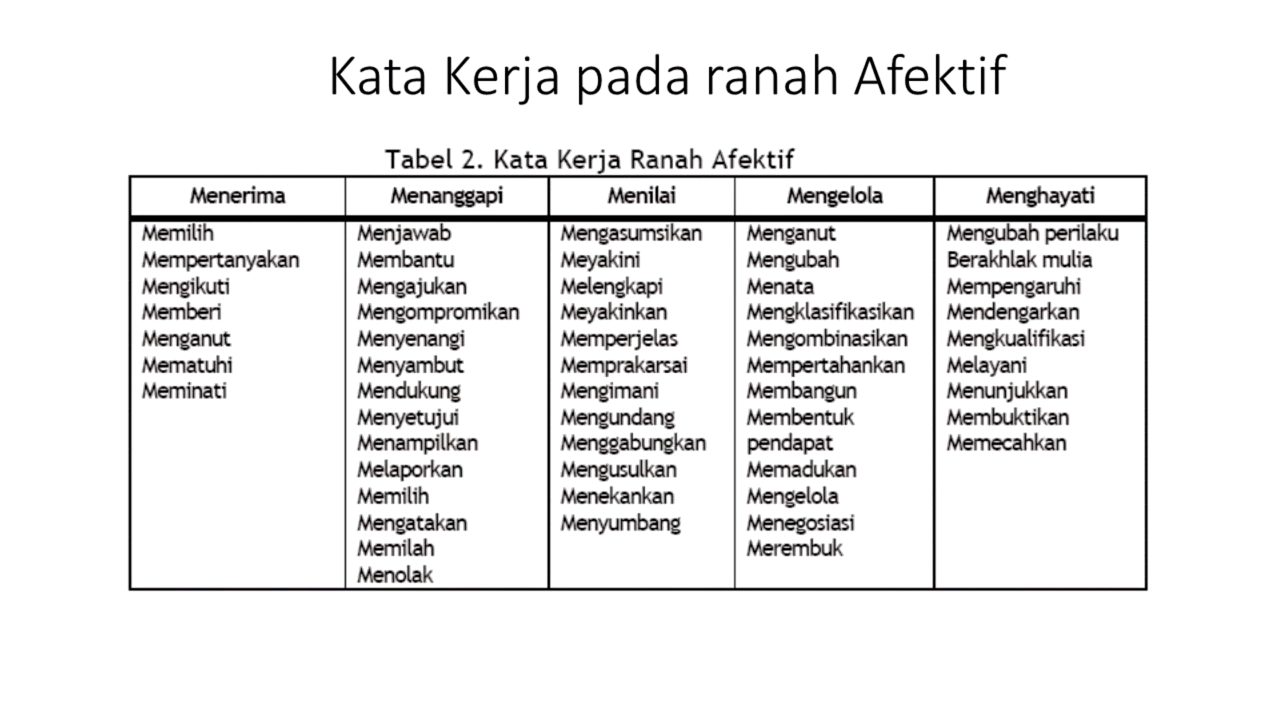 Kata Kerja pada ranah Afektif
Tabel 2. Kata Kerja Ranah Afektif
Menerima Menanggapi Menilai Mengelola Menghayati
Memilih Menjawab Mengasumsikan Menganut Mengubah perilaku
Mempertanyakan Membantu Meyakini Mengubah Berakhlak mulia
Mengikuti Mengajukan Melengkapi Menata Mempengaruhi
Memberi Mengompromikan Meyakinkan Mengklasifikasikan Mendengarkan
Menganut Menyenangi Memperjelas Mengombinasikan Mengkualifikasi
Mematuhi Menyambut Memprakarsai Mempertahankan Melayani
Meminati Mendukung Mengimani Membangun Menunjukkan
Menyetujui Mengundang Membentuk Membuktikan
Menampilkan Menggabungkan pendapat Memecahkan
Melaporkan Mengusulkan Memadukan
Memilih Menekankan Mengelola
Mengatakan Menyumbang Menegosiasi
Memilah Merembuk
Menolak